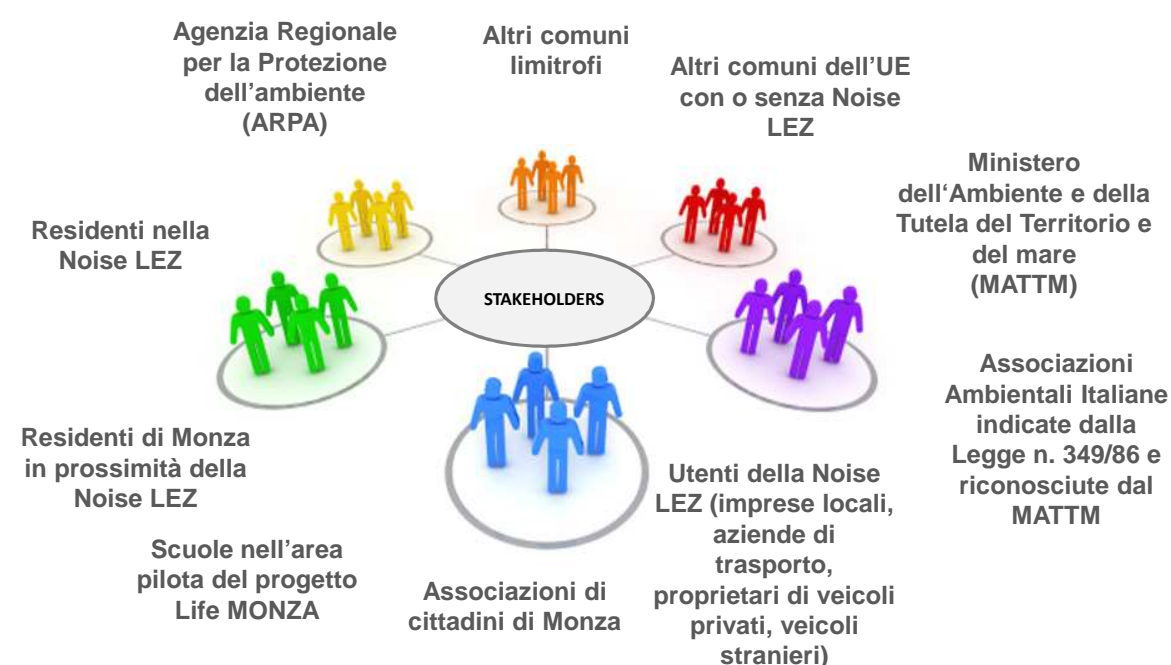 Agenzia Regionale
per la Protezione
dell'ambiente
(ARPA)
Altri comuni
limitrofi
Altri comuni dell'UE
con o senza Noise
LEZ
Ministero
dell'Ambiente e della
Tutela del Territorio e
del mare
(MATTM)
Residenti nella
Noise LEZ
STAKEHOLDERS
Associazioni
Ambientali Italiane
indicate dalla
Legge n. 349/86 e
riconosciute dal
MATTM
Residenti di Monza
in prossimità della
Noise LEZ
Utenti della Noise
LEZ (imprese locali,
aziende di
trasporto,
proprietari di veicoli
privati, veicoli
stranieri)
Scuole nell'area
pilota del progetto
Life MONZA
Associazioni di
cittadini di Monza